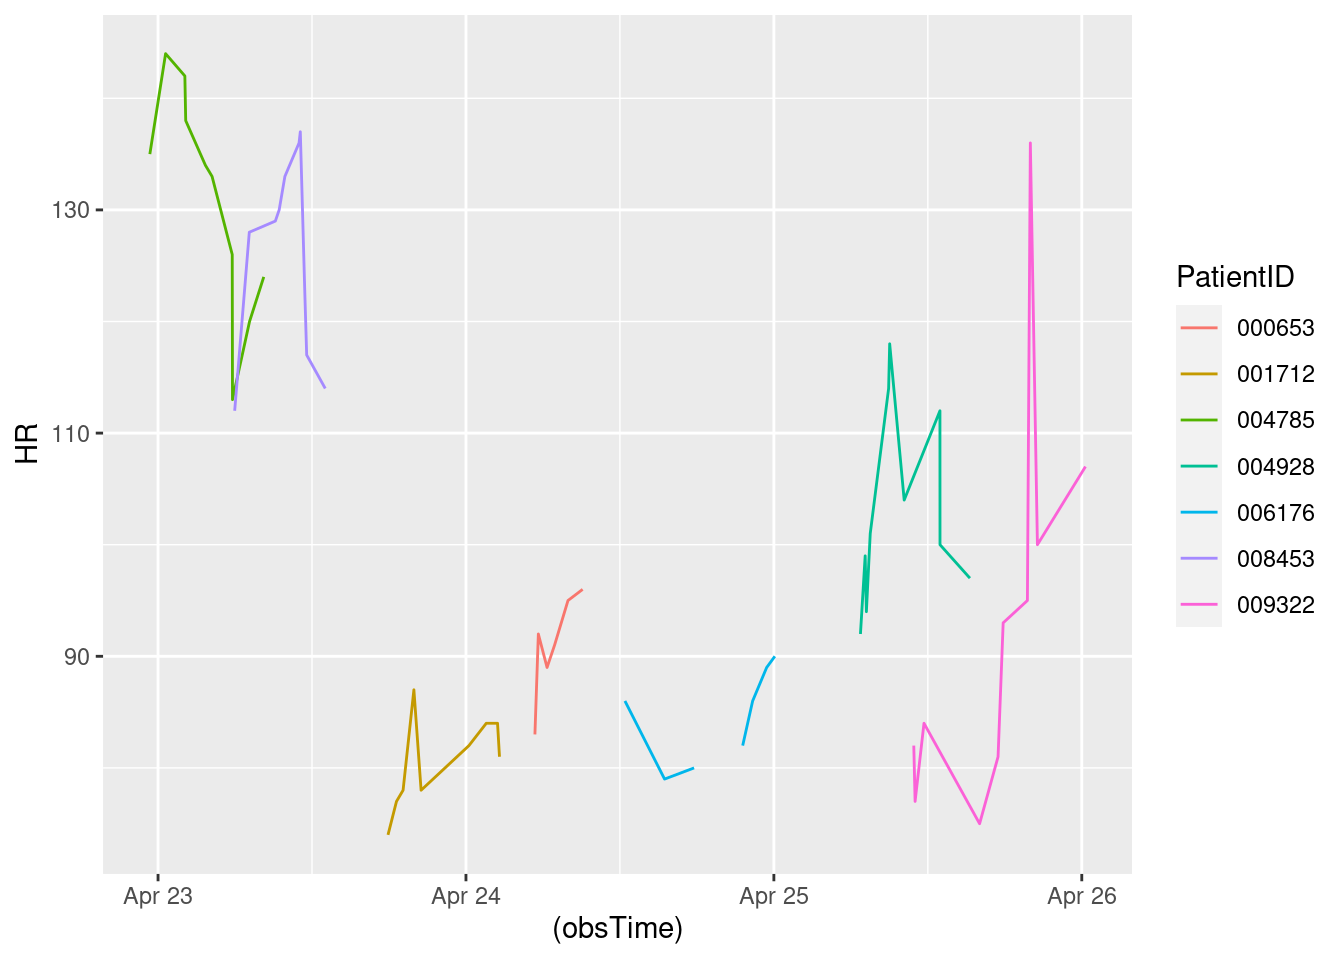 HR
130
110
90
Apr 23
Apr 24
Apr 25
Apr 26
(obsTime)
PatientID
000653
001712
004785
004928
006176
008453
009322